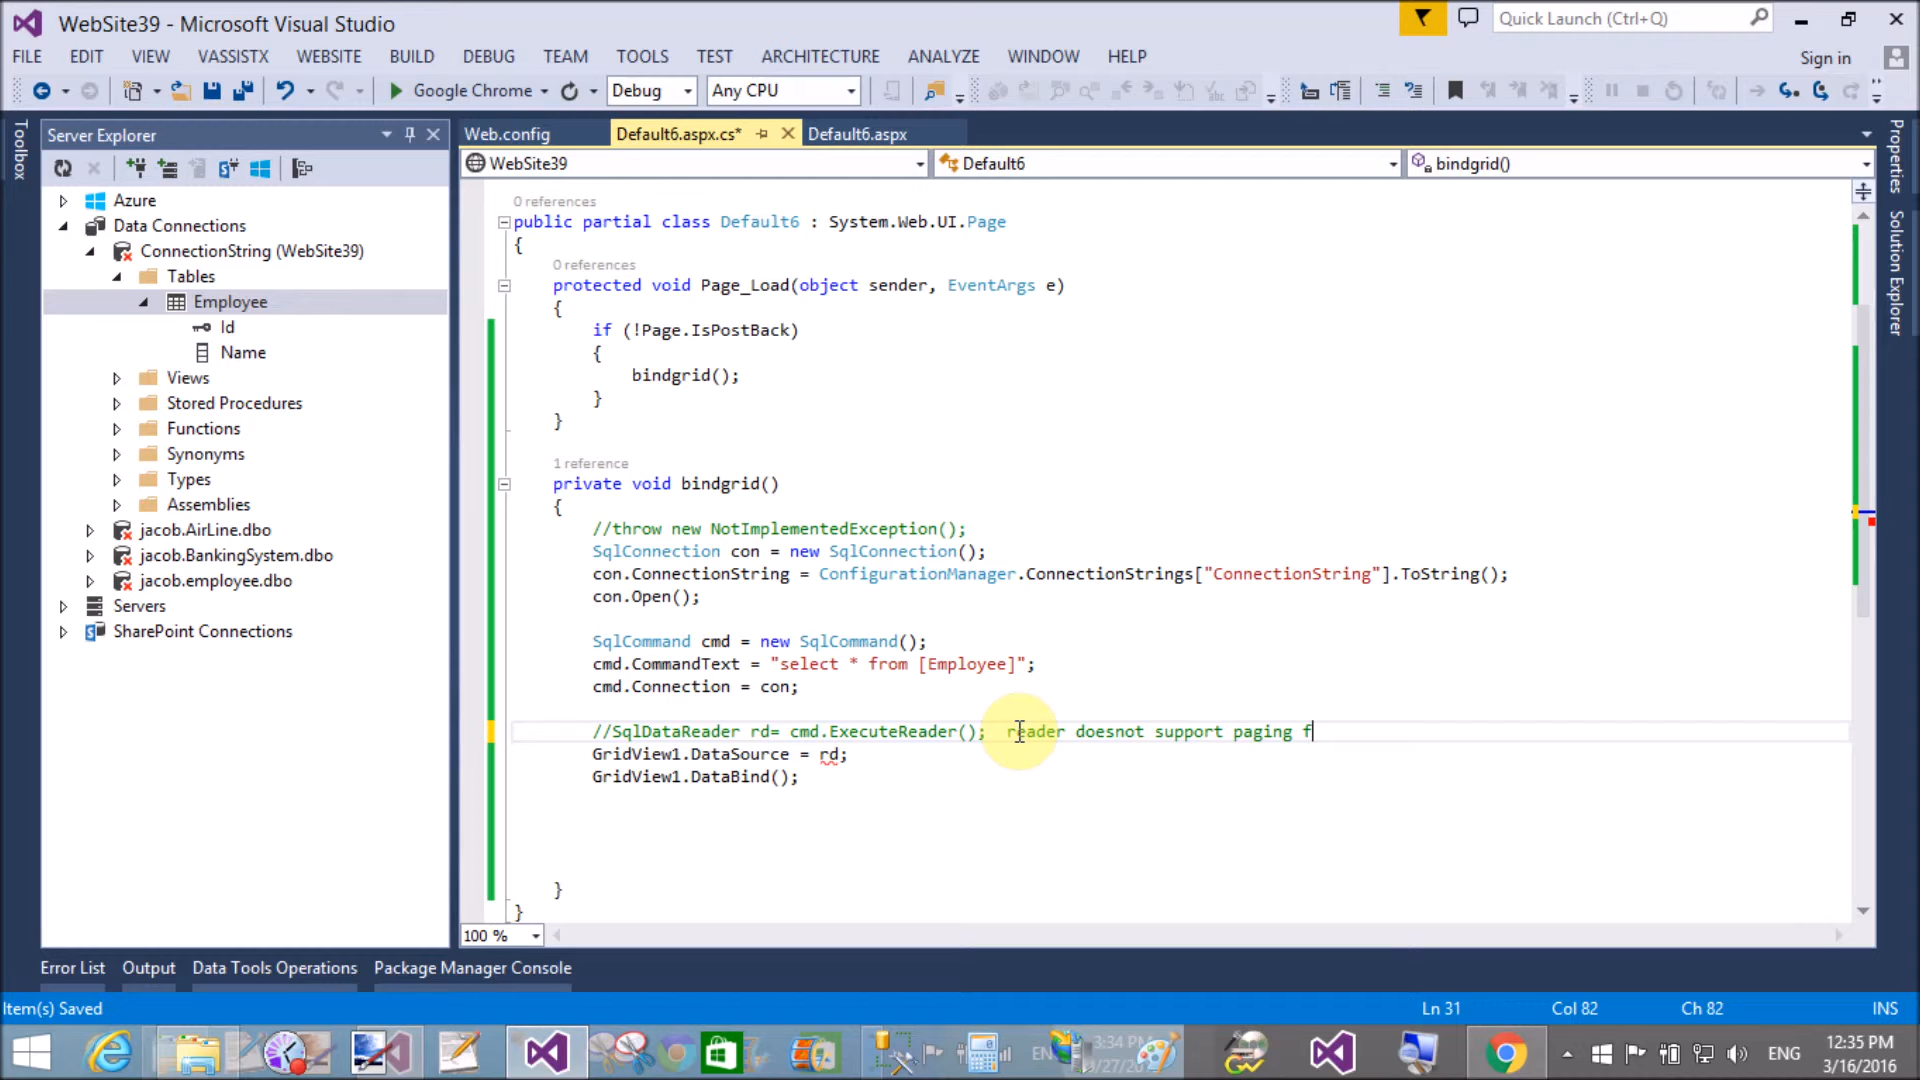 WebSite39 - Microsoft Visual Studio
Quick Launch (Ctrl+Q)
FILE EDIT VIEW VASSISTX WEBSITE BUILD DEBUG TEAM TOOLS TEST ARCHITECTURE ANALYZE WINDOW HELP
Sign in
Google Chrome
Debug
Any CPU
Toolbox
Server Explorer
Azure
Data Connections
ConnectionString (WebSite39)
Tables
Employee
Id
Name
Views
Stored Procedures
Functions
Synonyms
Types
Assemblies
jacob.AirLine.dbo
jacob.BankingSystem.dbo
jacob.employee.dbo
Servers
SharePoint Connections
Web.config Default6.aspx.cs* Default6.aspx
WebSite39 Default6 bindgrid()
0 references
public partial class Default6 : System.Web.UI.Page
{
0 references
protected void Page_Load(object sender, EventArgs e)
{
if (!Page.IsPostBack)
{
bindgrid();
}
}
1 reference
private void bindgrid()
{
//throw new NotImplementedException();
SqlConnection con = new SqlConnection();
con.ConnectionString = ConfigurationManager.ConnectionStrings["ConnectionString"].ToString();
con.Open();
SqlCommand cmd = new SqlCommand();
cmd.CommandText = "select * from [Employee]";
cmd.Connection = con;
//SqlDataReader rd= cmd.ExecuteReader(); reader doesnot support paging f
GridView1.DataSource = rd;
GridView1.DataBind();
}
}
100 %
Properties
Solution Explorer
Error List Output Data Tools Operations Package Manager Console
Item(s) Saved
Ln 31 Col 82 Ch 82 INS
EN
3:34 PM
ENG
12:35 PM
3/16/2016